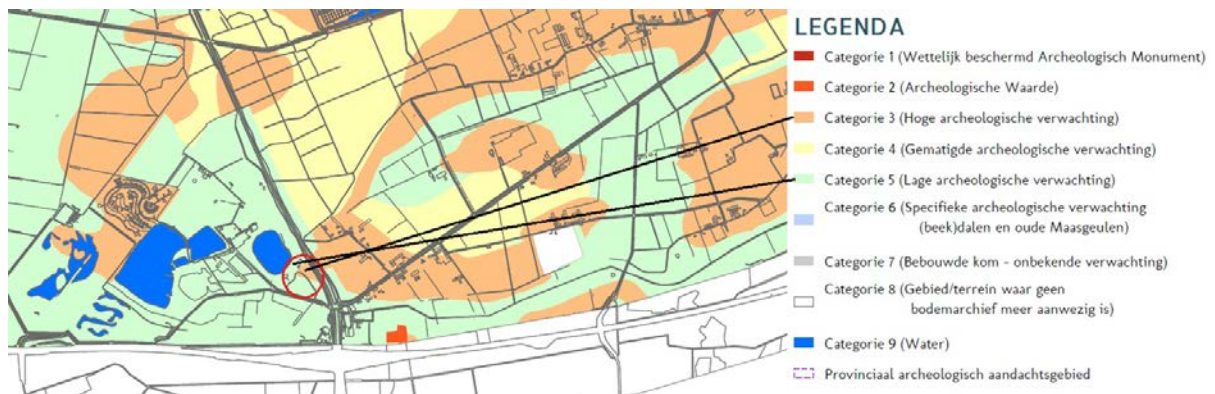 LEGENDA
Categorie 1 (Wettelijk beschermd Archeologisch Monument)
Categorie 2 (Archeologische Waarde)
Categorie 3 (Hoge archeologische verwachting)
Categorie 4 (Gematigde archeologische verwachting)
Categorie 5 (Lage archeologische verwachting)
Categorie 6 (Specifieke archeologische verwachting
(beek)dalen en oude Maasgeulen)
Categorie 7 (Bebouwde kom - onbekende verwachting)
Categorie 8 (Gebied/terrein waar geen
bodemarchief meer aanwezig is)
Categorie 9 (Water)
Provinciaal archeologisch aandachtsgebied